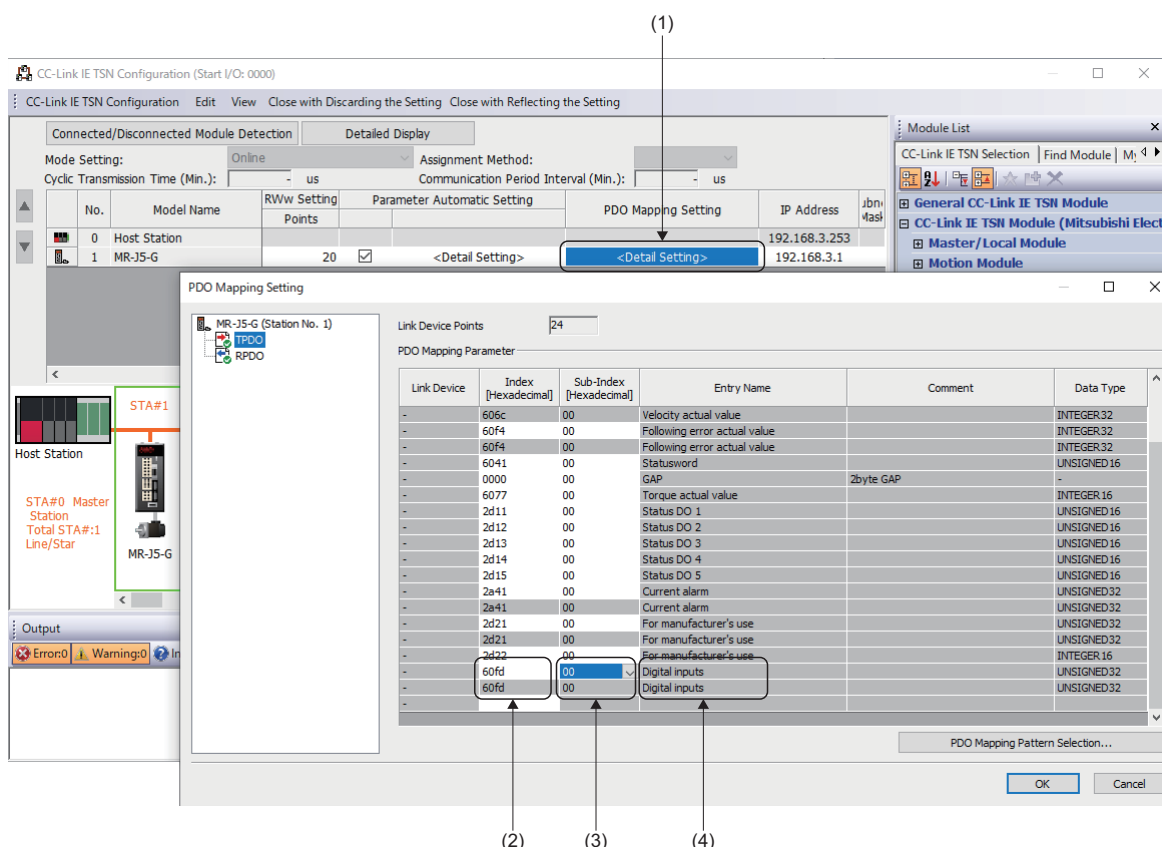 (1)
CC-Link IE TSN Configuration (Start I/O: 0000)
CC-Link IE TSN Configuration Edit View Close with Discarding the Setting Close with Reflecting the Setting
Connected/Disconnected Module Detection Detailed Display
Mode Setting: Online Assignment Method:
Cyclic Transmission Time (Min.): - us Communication Period Interval (Min.): - us
No. Model Name RWw Setting Parameter Automatic Setting PDO Mapping Setting IP Address
Points
0 Host Station 192.168.3.253
1 MR-J5-G 20 <Detail Setting> <Detail Setting> 192.168.3.1
Module List
CC-Link IE TSN Selection Find Module
General CC-Link IE TSN Module
CC-Link IE TSN Module (Mitsubishi Elect
Master/Local Module
Motion Module
STA#1
Host Station
STA#0 Master
Station
Total STA#:1
Line/Star
MR-J5-G
Output
Error:0 Warning:0
PDO Mapping Setting
MR-J5-G (Station No. 1)
TPDO
RPDO
Link Device Points 24
PDO Mapping Parameter
Link Device Index [Hexadecimal] Sub-Index [Hexadecimal] Entry Name Comment Data Type
- 606c 00 Velocity actual value INTEGER32
- 60f4 00 Following error actual value INTEGER32
- 60f4 00 Following error actual value INTEGER32
- 6041 00 Statusword UNSIGNED16
- 0000 00 GAP 2byte GAP -
- 6077 00 Torque actual value INTEGER16
- 2d11 00 Status DO 1 UNSIGNED16
- 2d12 00 Status DO 2 UNSIGNED16
- 2d13 00 Status DO 3 UNSIGNED16
- 2d14 00 Status DO 4 UNSIGNED16
- 2d15 00 Status DO 5 UNSIGNED16
- 2a41 00 Current alarm UNSIGNED32
- 2a41 00 Current alarm UNSIGNED32
- 2d21 00 For manufacturer's use UNSIGNED32
- 2d21 00 For manufacturer's use UNSIGNED32
- 2d22 00 For manufacturer's use INTEGER16
- 60fd 00 Digital inputs UNSIGNED32
- 60fd 00 Digital inputs UNSIGNED32
-
PDO Mapping Pattern Selection...
OK Cancel
(2) (3) (4)